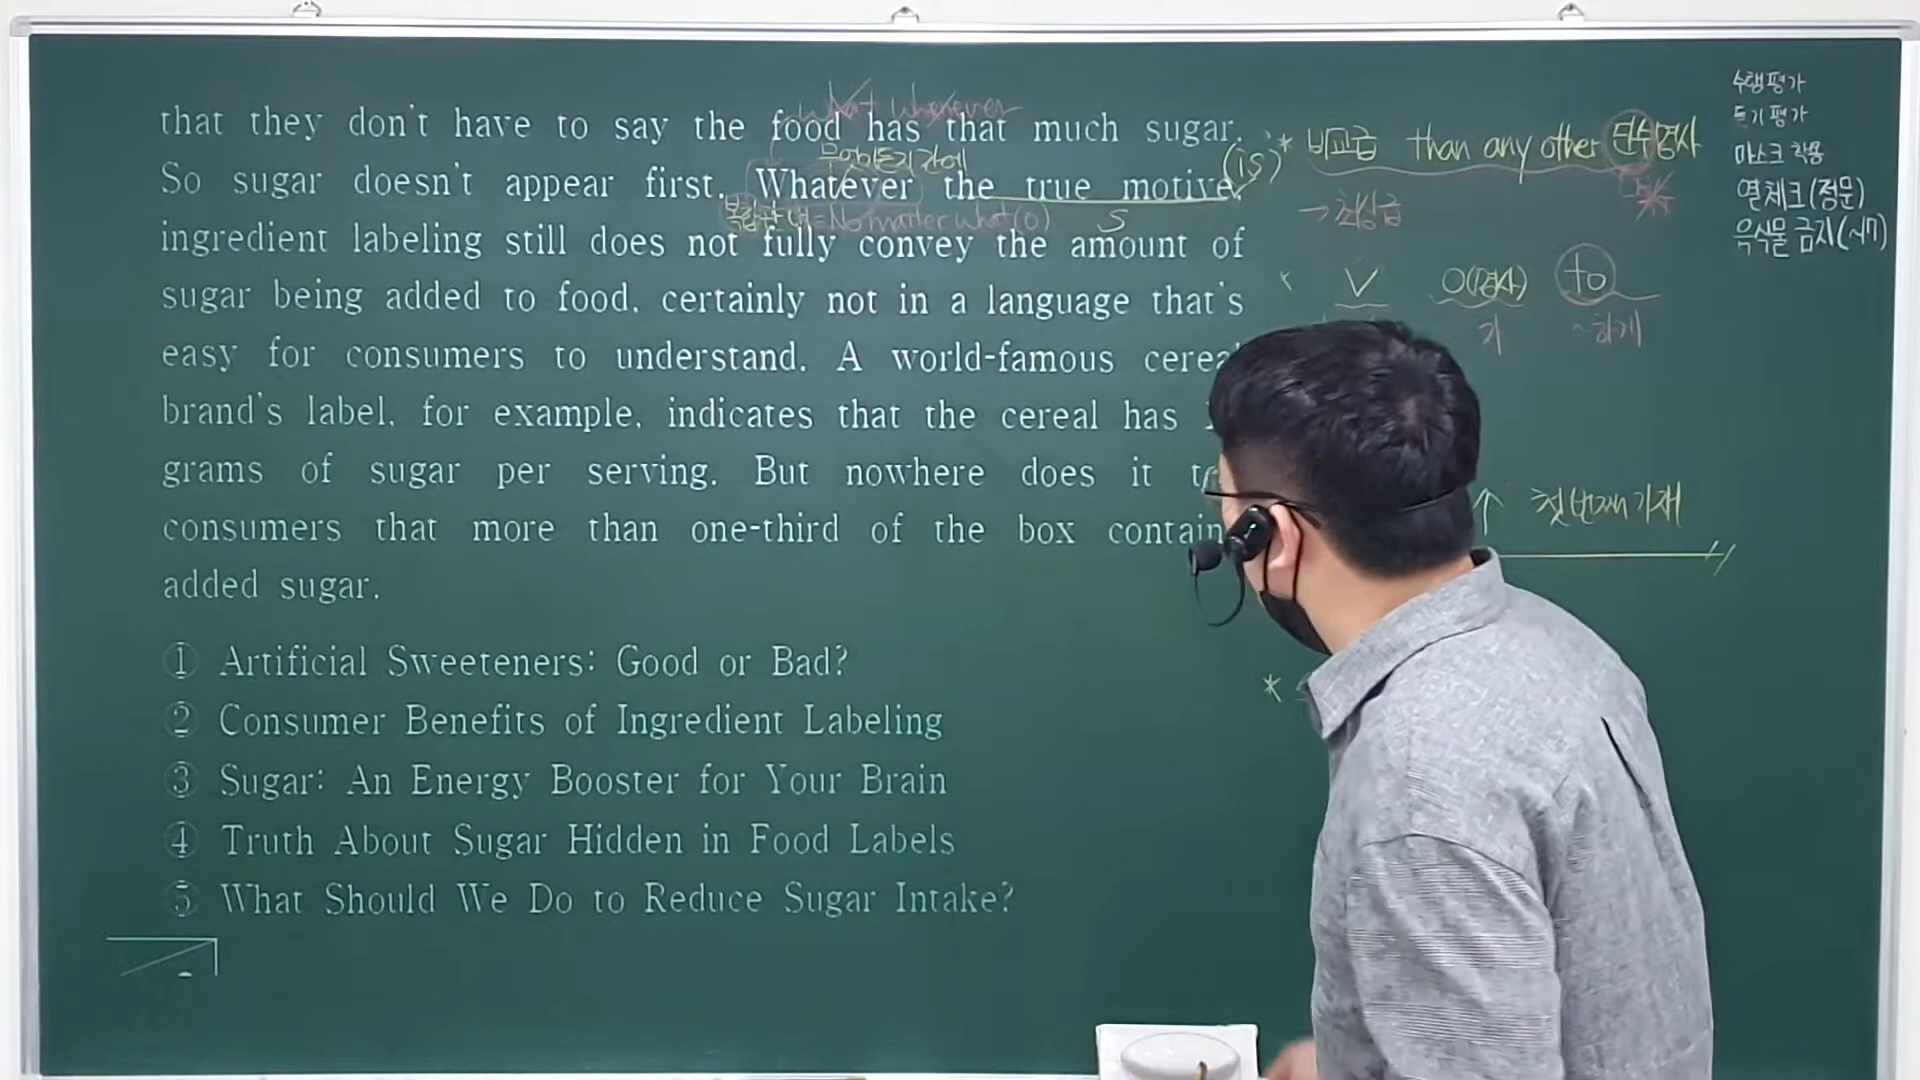 What Whenever
that they don't have to say the food has that much sugar.
무엇이든지 간에
So sugar doesn't appear first. Whatever the true motive, (is)
복합관계 = No matter what (O) S
ingredient labeling still does not fully convey the amount of
sugar being added to food, certainly not in a language that's
easy for consumers to understand. A world-famous cereal
brand's label, for example, indicates that the cereal has
grams of sugar per serving. But nowhere does it
consumers that more than one-third of the box contain
added sugar.
① Artificial Sweeteners: Good or Bad?
② Consumer Benefits of Ingredient Labeling
③ Sugar: An Energy Booster for Your Brain
④ Truth About Sugar Hidden in Food Labels
⑤ What Should We Do to Reduce Sugar Intake?
* 비교급 than any other 단수명사
→ 최상급
V O(명사) to
가 ~하게
↑ 첫번째 기재
*
수행평가
듣기평가
마스크 착용
열체크(정문)
음식물 금지(~17)